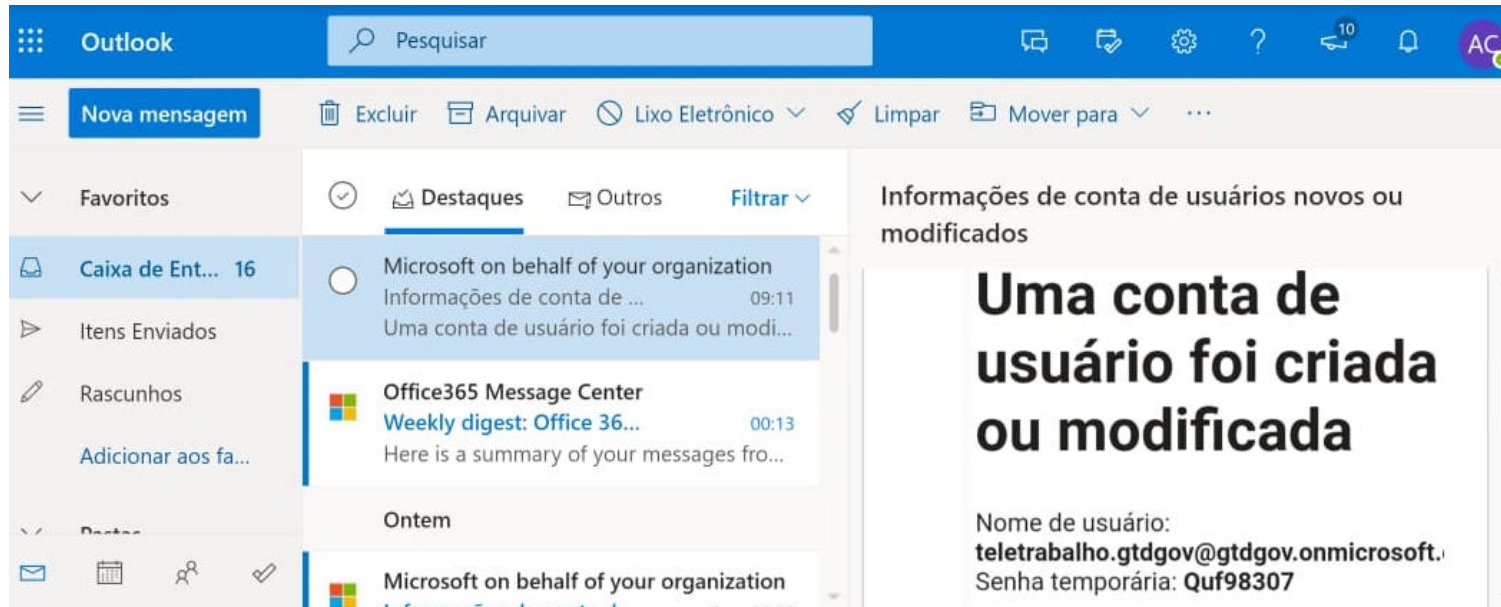 Outlook
Pesquisar
10
AC
Nova mensagem
Excluir
Arquivar
Lixo Eletrônico
Limpar
Mover para
...
Favoritos
Caixa de Ent... 16
Itens Enviados
Rascunhos
Adicionar aos fa...
Pastas
Destaques
Outros
Filtrar
Microsoft on behalf of your organization
Informações de conta de ... 09:11
Uma conta de usuário foi criada ou modi...
Office365 Message Center
Weekly digest: Office 36... 00:13
Here is a summary of your messages fro...
Ontem
Microsoft on behalf of your organization
Informações de conta de usuários novos ou
modificados
Uma conta de
usuário foi criada
ou modificada
Nome de usuário:
teletrabalho.gtdgov@gtdgov.onmicrosoft.
Senha temporária: Quf98307